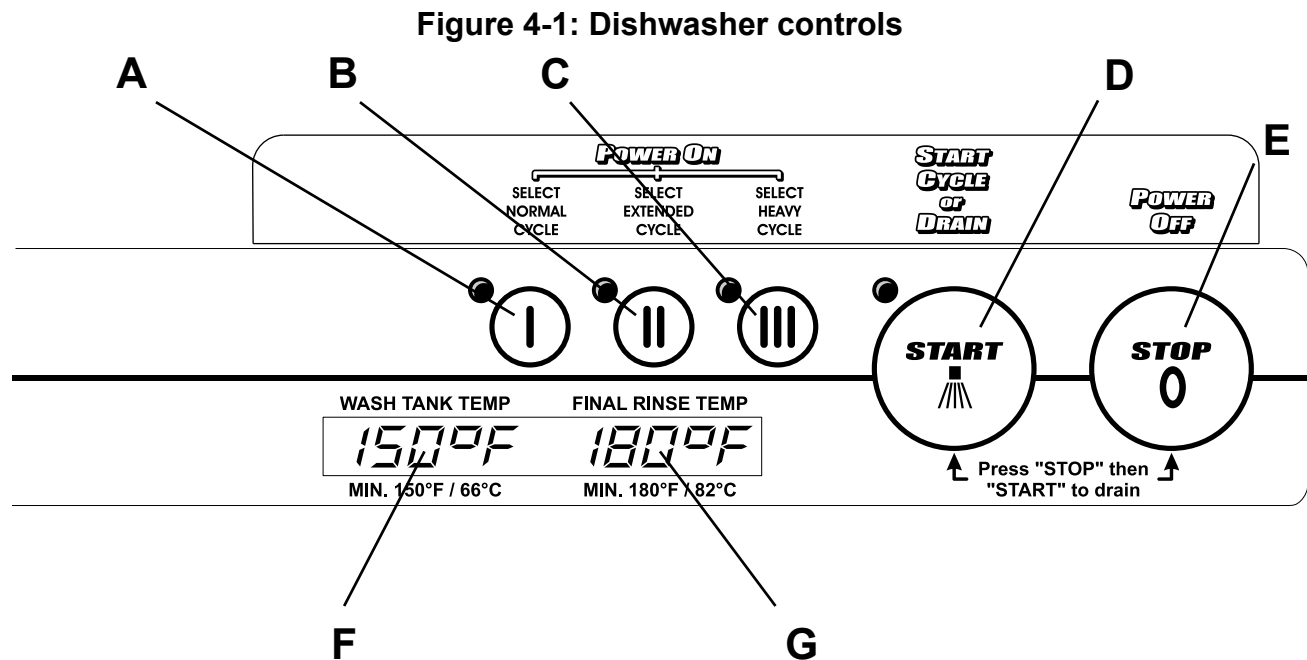 Figure 4-1: Dishwasher controls
A
B
C
D
E
POWER ON
SELECT
NORMAL
CYCLE
SELECT
EXTENDED
CYCLE
SELECT
HEAVY
CYCLE
START
CYCLE
or
DRAIN
POWER
OFF
I
II
III
START
STOP
0
WASH TANK TEMP
FINAL RINSE TEMP
150°F
180°F
MIN. 150°F / 66°C
MIN. 180°F / 82°C
Press "STOP" then
"START" to drain
F
G